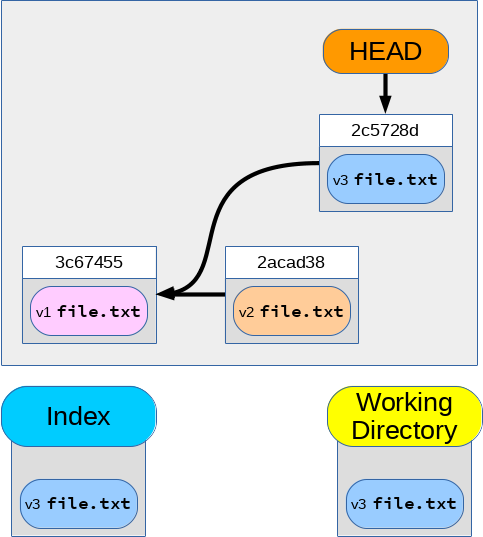 HEAD
2c5728d
v3 file.txt
3c67455
2acad38
v1 file.txt
v2 file.txt
Index
Working
Directory
v3 file.txt
v3 file.txt